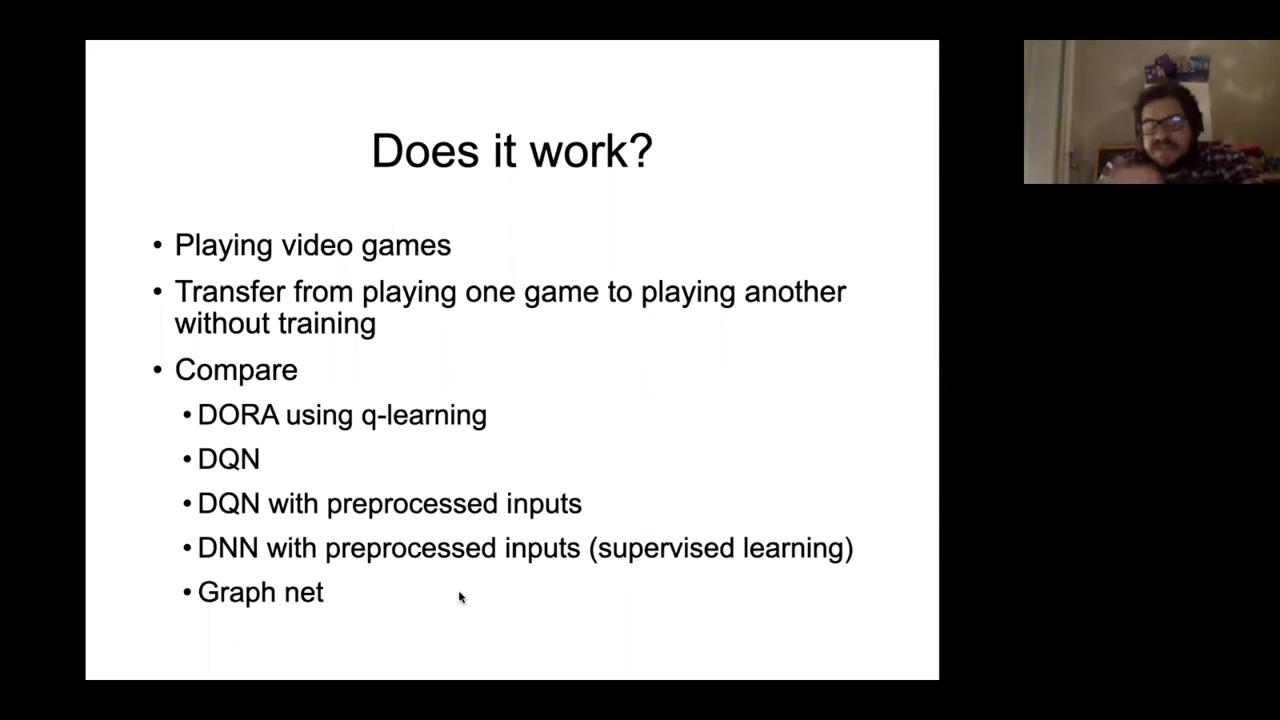 Does it work?
• Playing video games
• Transfer from playing one game to playing another
without training
• Compare
• DORA using q-learning
• DQN
• DQN with preprocessed inputs
• DNN with preprocessed inputs (supervised learning)
• Graph net